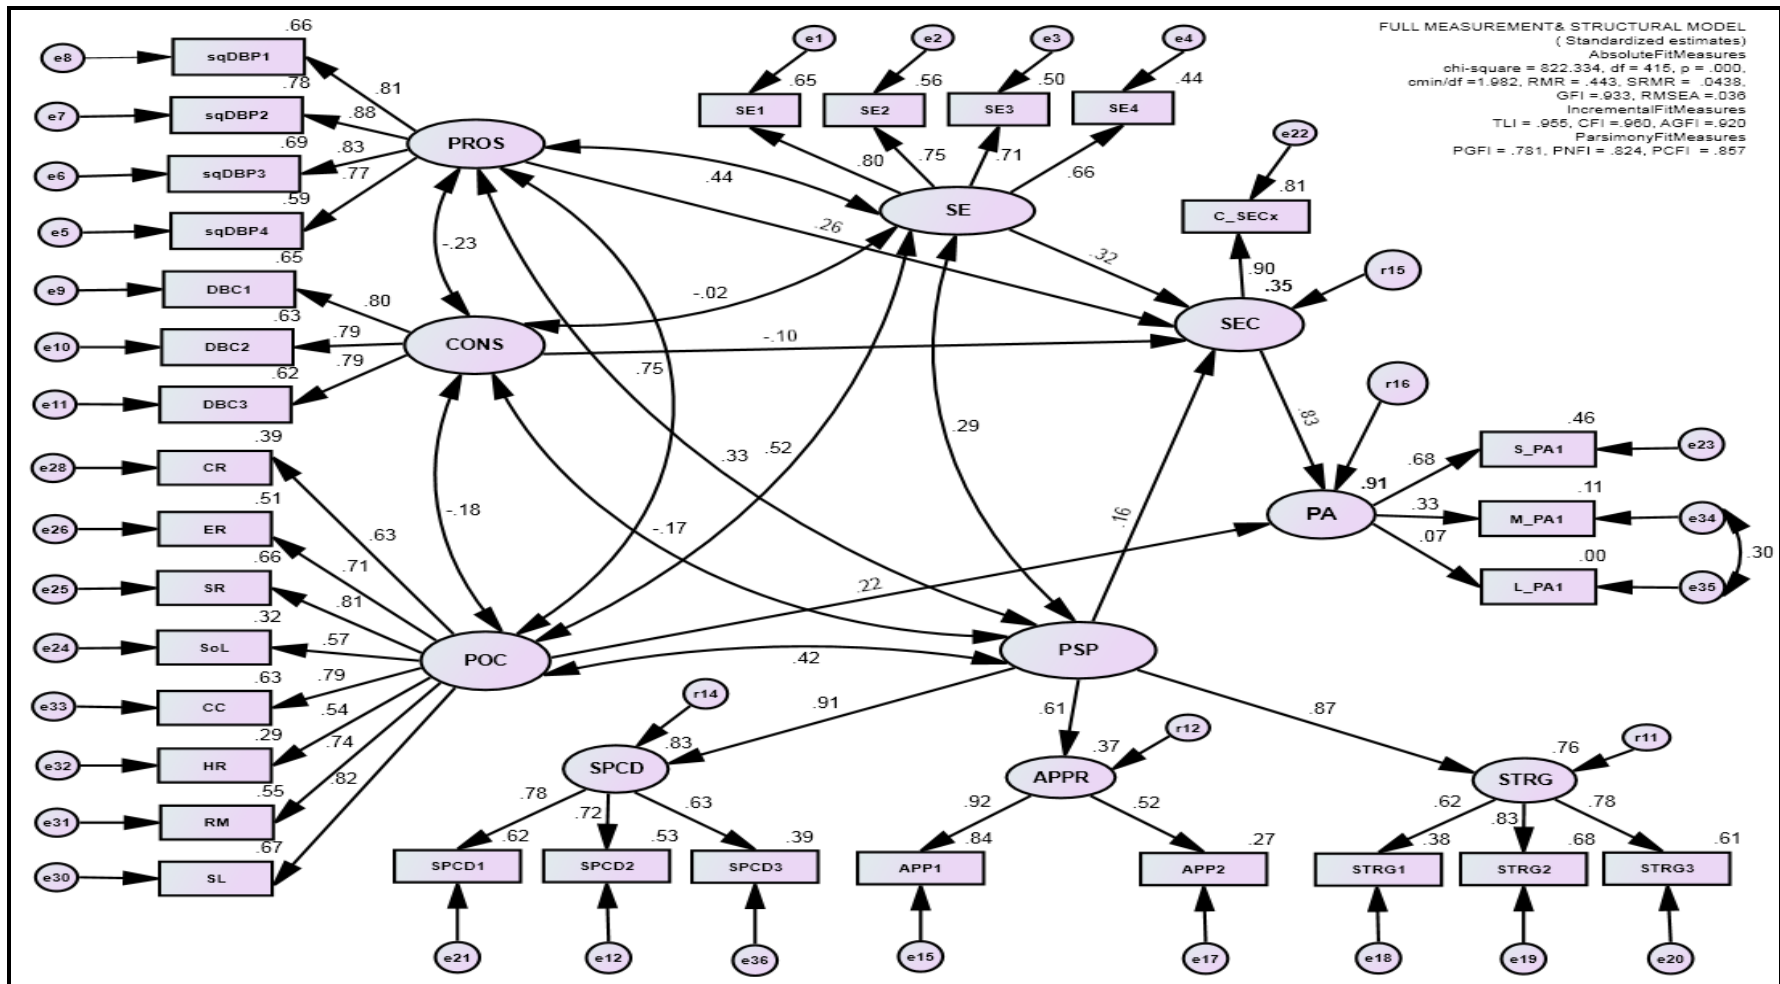 FULL MEASUREMENT& STRUCTURAL MODEL
( Standardized estimates)
AbsoluteFitMeasures
chi-square = 822.334, df = 415, p = .000,
cmin/df =1.982, RMR = .443, SRMR = .0438,
GFI =.933, RMSEA =.036
IncrementalFitMeasures
TLI = .955, CFI =.960, AGFI =.920
ParsimonyFitMeasures
PGFI = .781, PNFI = .824, PCFI = .857
.66
e8
sqDBP1
.81
.78
e7
sqDBP2
.88
.69
e6
sqDBP3
.83
.77
.59
e5
sqDBP4
PROS
.65
e9
DBC1
.80
.63
e10
DBC2
.79
.62
e11
DBC3
.79
CONS
.39
e28
CR
.63
.51
e26
ER
.71
.66
e25
SR
.81
.32
e24
SoL
.57
.63
e33
CC
.79
.29
e32
HR
.54
.55
e31
RM
.74
.67
e30
SL
.82
POC
e1
e2
e3
e4
.65
.56
.50
.44
SE1
SE2
SE3
SE4
.80
.75
.71
.66
SE
.44
-.23
.26
.32
-.02
-.10
.75
.33
.52
.29
-.18
-.17
.16
.22
.42
e22
.81
C_SECx
.90
.35
r15
SEC
.83
r16
.91
PA
.46
.68
S_PA1
e23
.11
.33
M_PA1
e34
.07
.00
L_PA1
e35
.30
PSP
.91
.61
.87
r14
.83
SPCD
r12
.37
APPR
r11
.76
STRG
.78
.72
.63
.92
.52
.62
.83
.78
.62
.53
.39
.84
.27
.38
.68
.61
SPCD1
SPCD2
SPCD3
APP1
APP2
STRG1
STRG2
STRG3
e21
e12
e36
e15
e17
e18
e19
e20